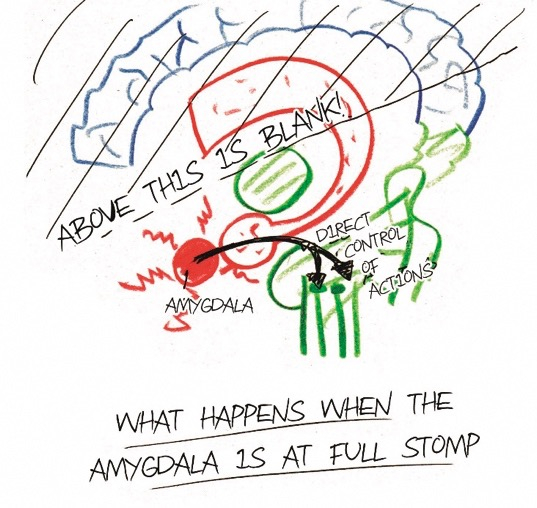 ABOVE THIS IS BLANK!
DIRECT
CONTROL
OF
ACTIONS
AMYGDALA
WHAT HAPPENS WHEN THE
AMYGDALA IS AT FULL STOMP